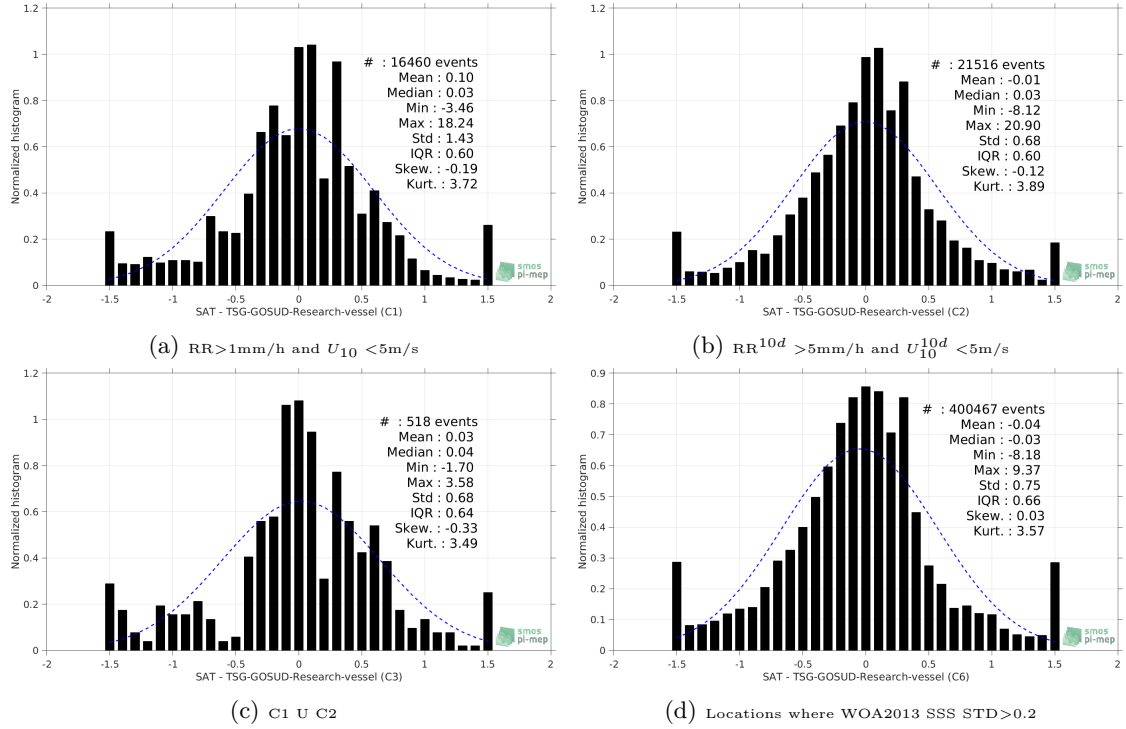 1.2
1
0.8
0.6
0.4
0.2
0
Normalized histogram
# : 16460 events
Mean : 0.10
Median : 0.03
Min : -3.46
Max : 18.24
Std : 1.43
IQR : 0.60
Skew. : -0.19
Kurt. : 3.72
smos
pi-mep
-2 -1.5 -1 -0.5 0 0.5 1 1.5 2
SAT - TSG-GOSUD-Research-vessel (C1)
(a) RR>1mm/h and U10 <5m/s
1.2
1
0.8
0.6
0.4
0.2
0
Normalized histogram
# : 21516 events
Mean : -0.01
Median : 0.03
Min : -8.12
Max : 20.90
Std : 0.68
IQR : 0.60
Skew. : -0.12
Kurt. : 3.89
smos
pi-mep
-2 -1.5 -1 -0.5 0 0.5 1 1.5 2
SAT - TSG-GOSUD-Research-vessel (C2)
(b) RR10d >5mm/h and U10d10 <5m/s
1.2
1
0.8
0.6
0.4
0.2
0
Normalized histogram
# : 518 events
Mean : 0.03
Median : 0.04
Min : -1.70
Max : 3.58
Std : 0.68
IQR : 0.64
Skew. : -0.33
Kurt. : 3.49
smos
pi-mep
-2 -1.5 -1 -0.5 0 0.5 1 1.5 2
SAT - TSG-GOSUD-Research-vessel (C3)
(c) C1 U C2
0.9
0.8
0.7
0.6
0.5
0.4
0.3
0.2
0.1
0
Normalized histogram
# : 400467 events
Mean : -0.04
Median : -0.03
Min : -8.18
Max : 9.37
Std : 0.75
IQR : 0.66
Skew. : 0.03
Kurt. : 3.57
smos
pi-mep
-2 -1.5 -1 -0.5 0 0.5 1 1.5 2
SAT - TSG-GOSUD-Research-vessel (C6)
(d) Locations where WOA2013 SSS STD>0.2